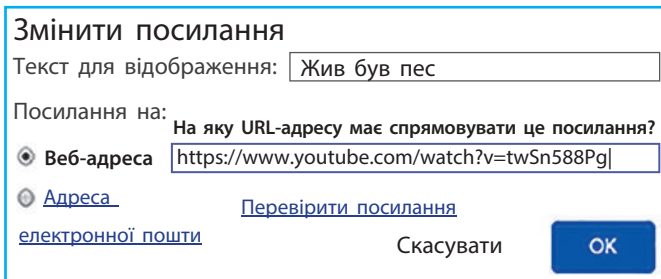 Змінити посилання
Текст для відображення: Жив був пес
Посилання на:
На яку URL-адресу має спрямовувати це посилання?
Веб-адреса https://www.youtube.com/watch?v=twSn588Pg
Адреса
електронної пошти
Перевірити посилання
Скасувати OK